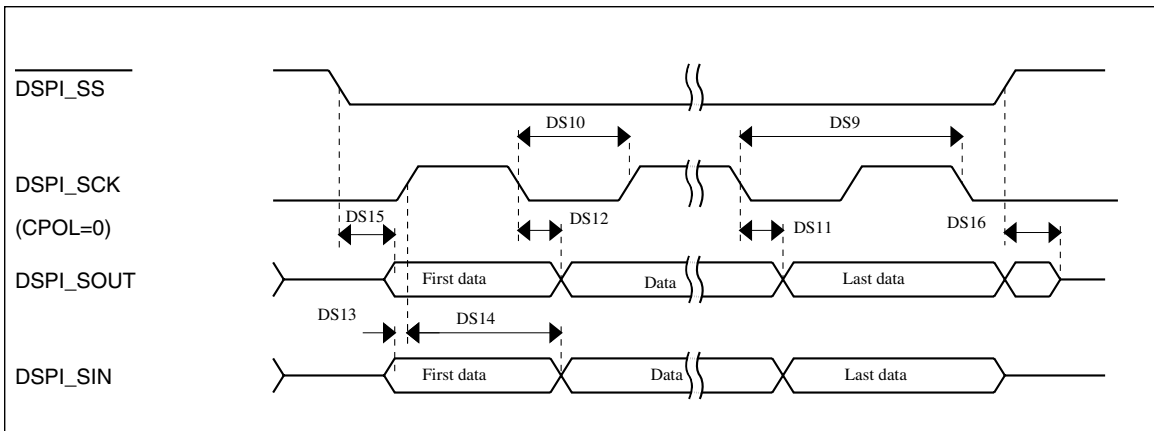 DSPI_SS
DS10
DS9
DSPI_SCK
(CPOL=0)
DS15
DS12
DS11
DS16
DSPI_SOUT
First data
Data
Last data
DS13
DS14
DSPI_SIN
First data
Data
Last data